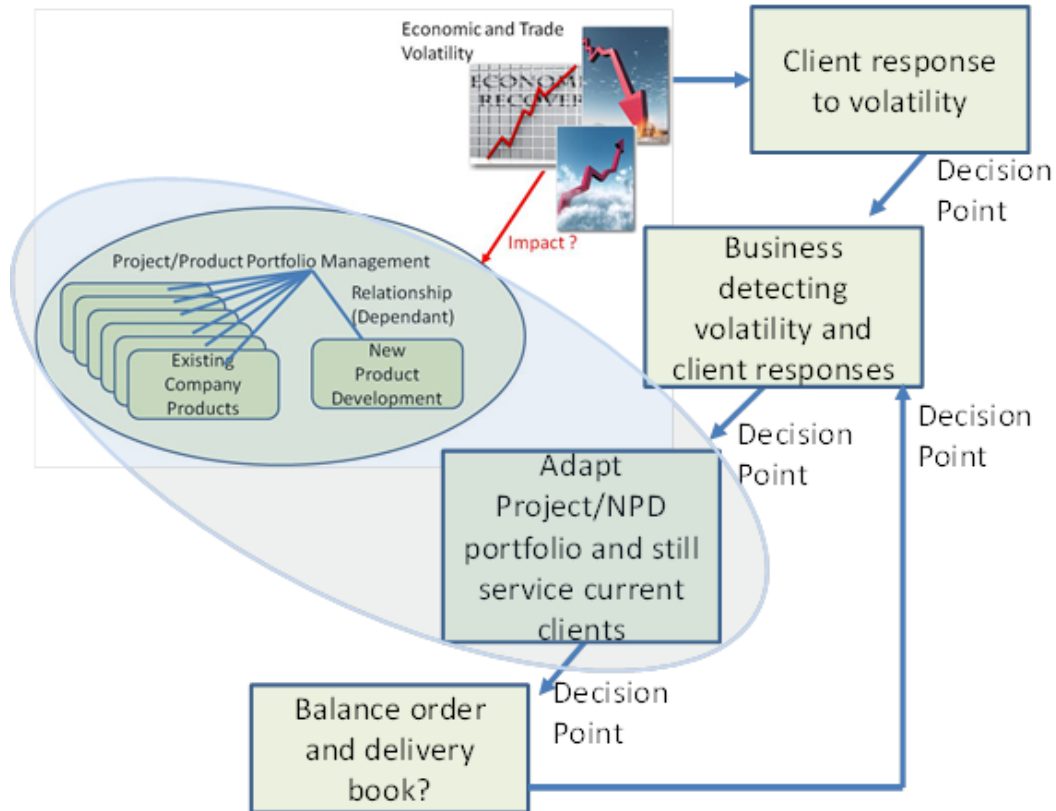 Economic and Trade
Volatility
ECONOM
RECOVER
Client response
to volatility
Decision
Point
Impact ?
Business
detecting
volatility and
client responses
Project/Product Portfolio Management
Relationship
(Dependant)
Existing
Company
Products
New
Product
Development
Decision
Point
Decision
Point
Adapt
Project/NPD
portfolio and still
service current
clients
Decision
Point
Balance order
and delivery
book?